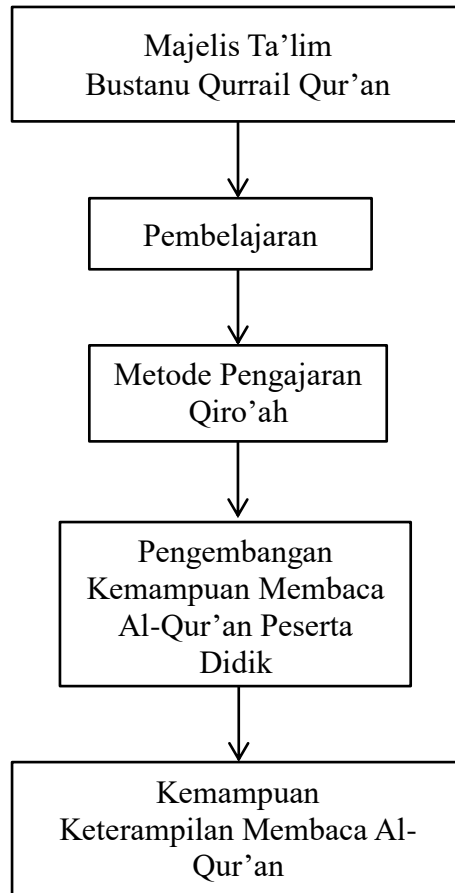 Majelis Ta’lim
Bustanu Qurrail Qur’an
Pembelajaran
Metode Pengajaran
Qiro’ah
Pengembangan
Kemampuan Membaca
Al-Qur’an Peserta
Didik
Kemampuan
Keterampilan Membaca Al-
Qur’an